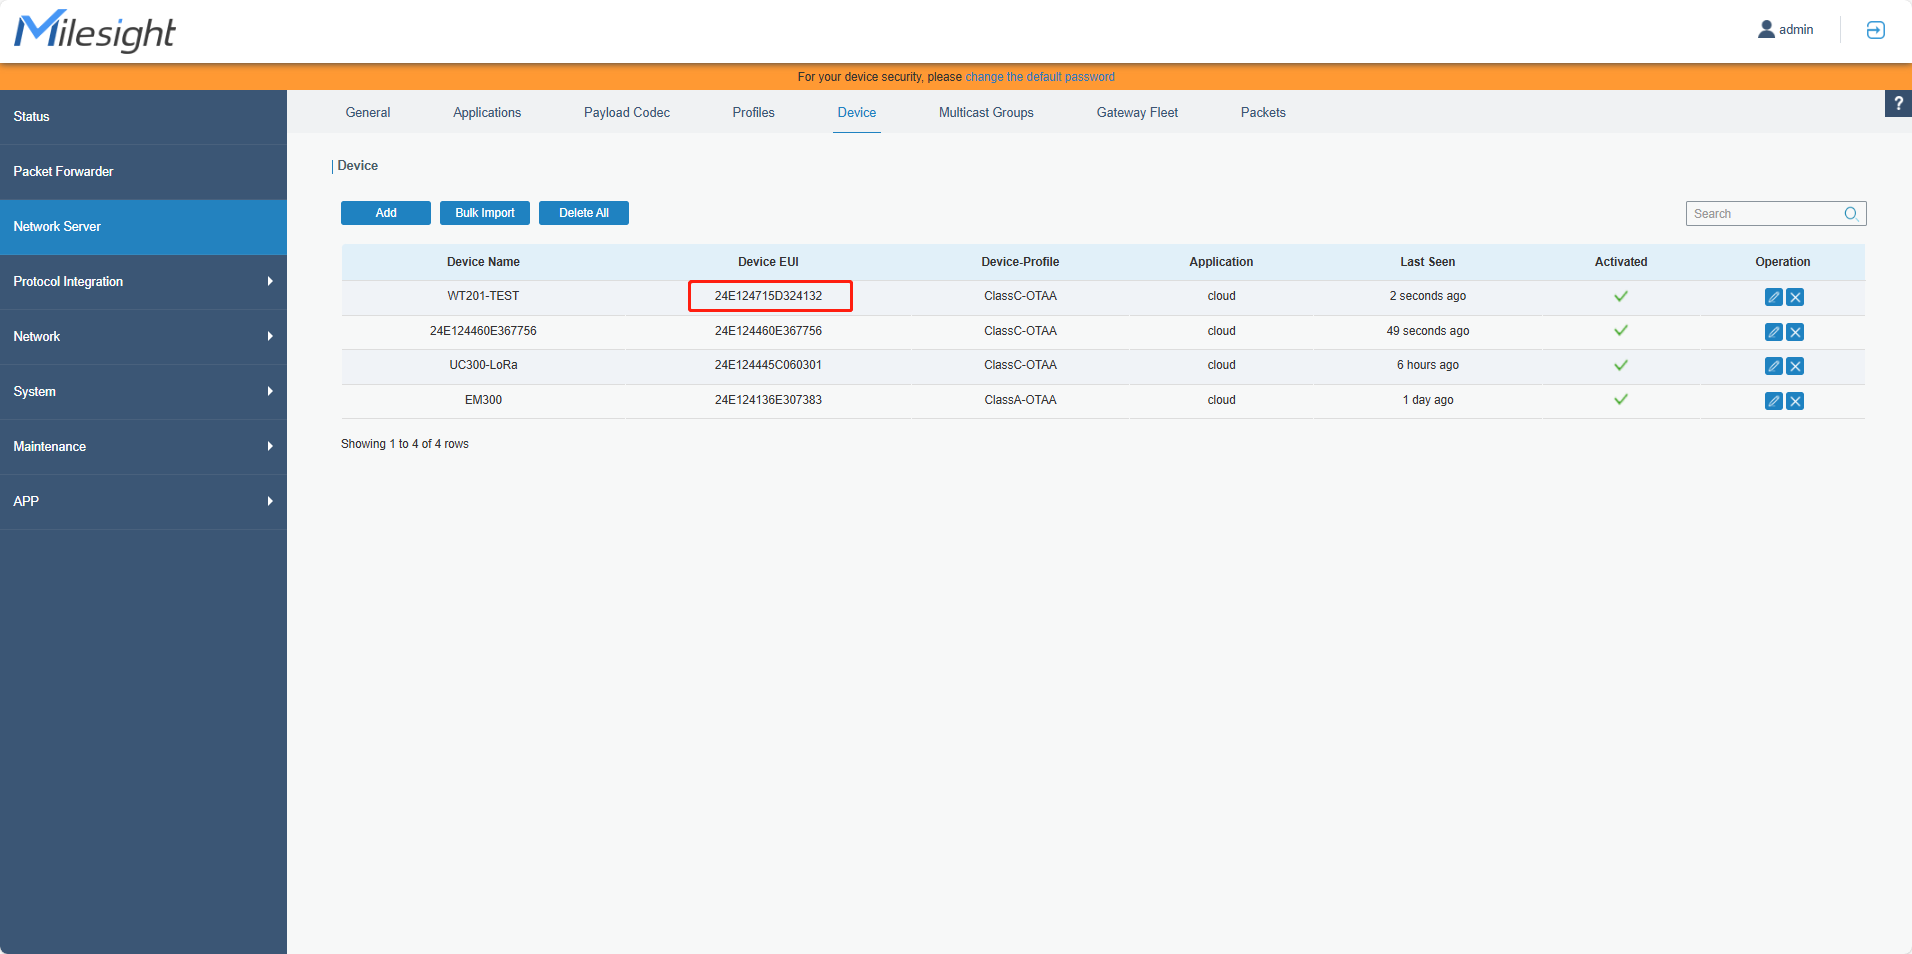 Milesight
admin
For your device security, please change the default password
Status
Packet Forwarder
Network Server
Protocol Integration
Network
System
Maintenance
APP
General Applications Payload Codec Profiles Device Multicast Groups Gateway Fleet Packets
?
Device
Add Bulk Import Delete All Search
Device Name Device EUI Device-Profile Application Last Seen Activated Operation
WT201-TEST 24E124715D324132 ClassC-OTAA cloud 2 seconds ago
24E124460E367756 24E124460E367756 ClassC-OTAA cloud 49 seconds ago
UC300-LoRa 24E124445C060301 ClassC-OTAA cloud 6 hours ago
EM300 24E124136E307383 ClassA-OTAA cloud 1 day ago
Showing 1 to 4 of 4 rows